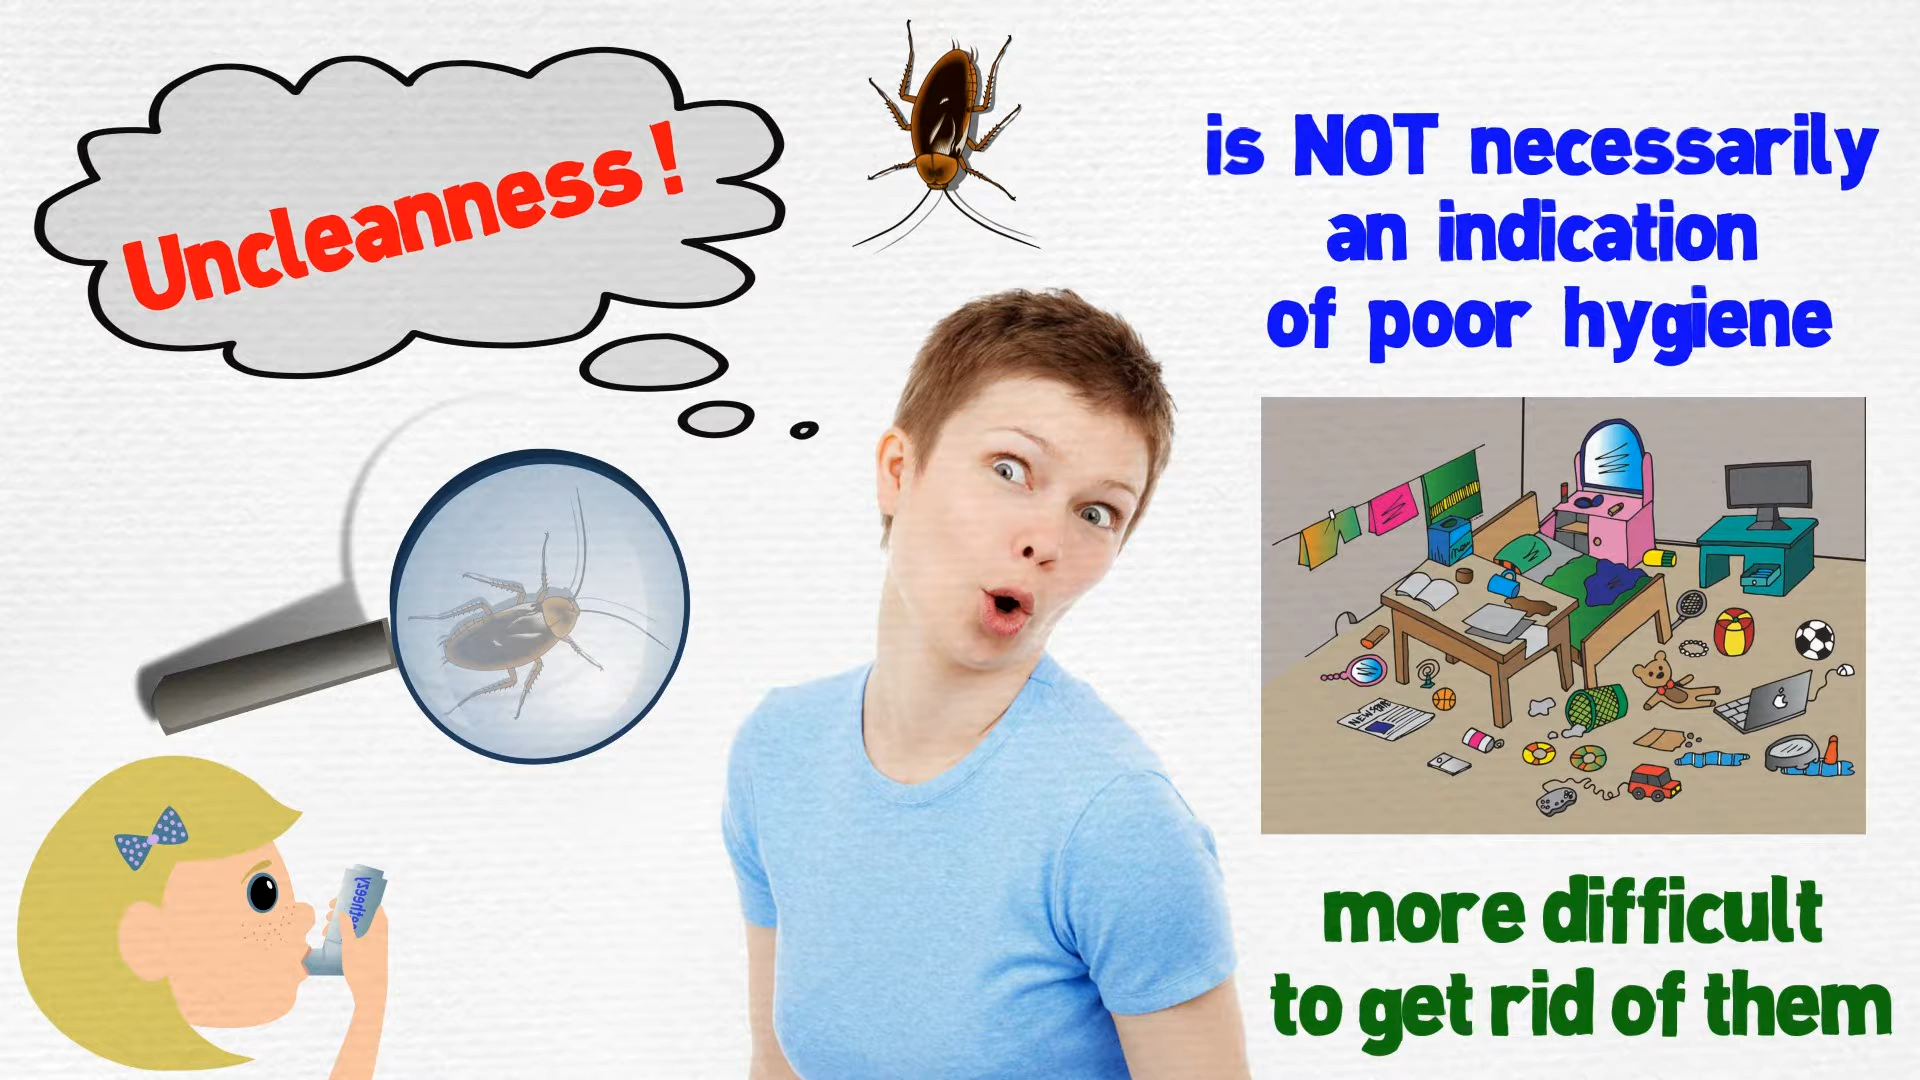 Uncleanness!
is NOT necessarily
an indication
of poor hygiene
more difficult
to get rid of them